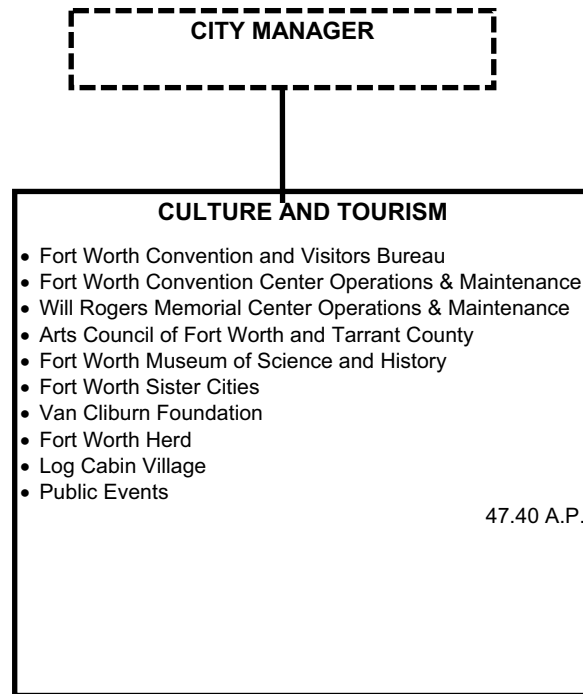 CITY MANAGER
CULTURE AND TOURISM
• Fort Worth Convention and Visitors Bureau
• Fort Worth Convention Center Operations & Maintenance
• Will Rogers Memorial Center Operations & Maintenance
• Arts Council of Fort Worth and Tarrant County
• Fort Worth Museum of Science and History
• Fort Worth Sister Cities
• Van Cliburn Foundation
• Fort Worth Herd
• Log Cabin Village
• Public Events
47.40 A.P.